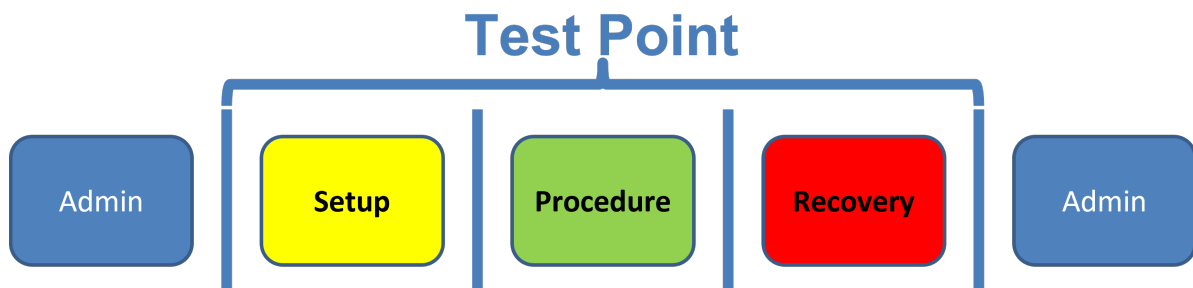 Test Point
Admin
Setup
Procedure
Recovery
Admin